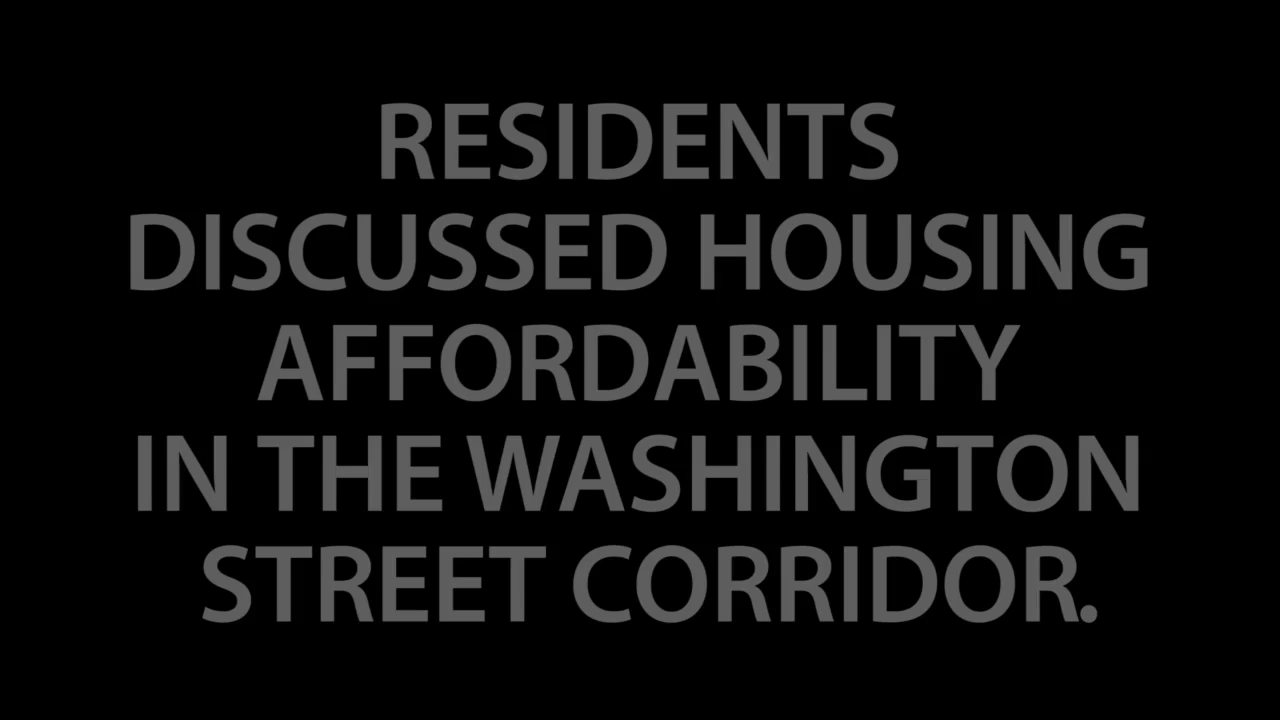 RESIDENTS
DISCUSSED HOUSING
AFFORDABILITY
IN THE WASHINGTON
STREET CORRIDOR.